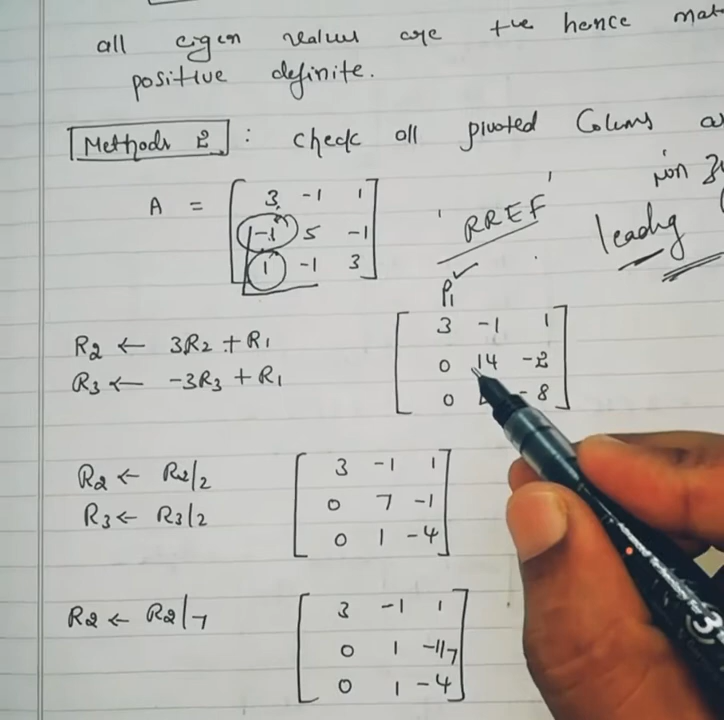 all eigen values are +ve hence mat
positive definite.
Methods 2 : check all pivoted Colums
non
leading
A = [ 3 -1 1
-1 5 -1
1 -1 3 ]
'RREF'
P1 ✓
R2 ← 3R2 + R1
R3 ← -3R3 + R1
[ 3 -1 1
0 14 -2
0 - 8 ]
R2 ← R2/2
R3 ← R3/2
[ 3 -1 1
0 7 -1
0 1 -4 ]
R2 ← R2/7
[ 3 -1 1
0 1 -1/7
0 1 -4 ]